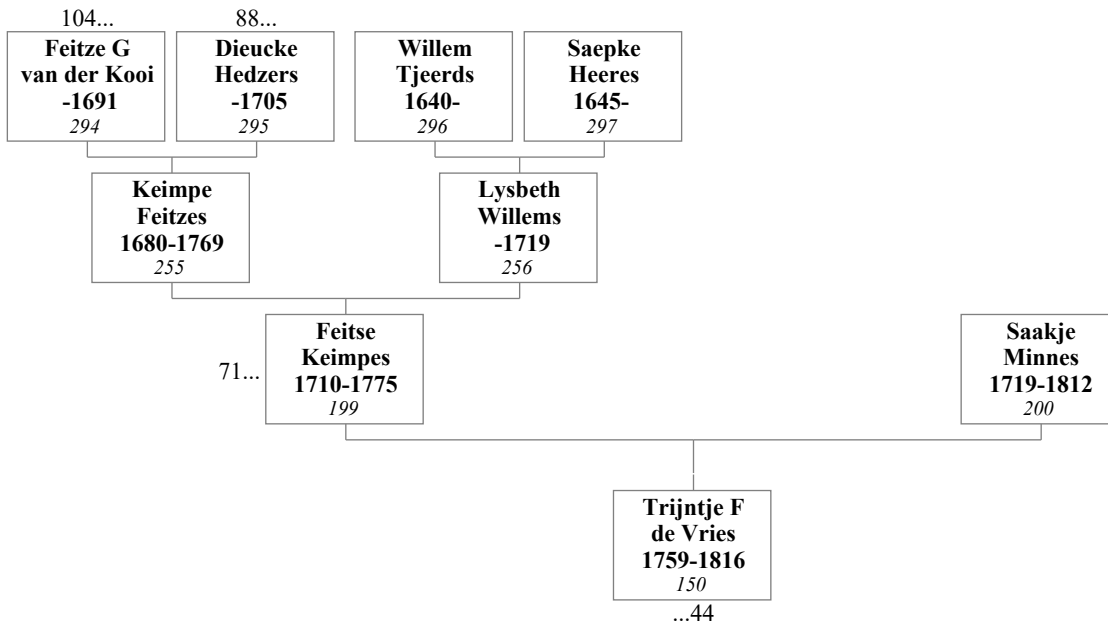 104...
88...
Feitze G
van der Kooi
-1691
294
Dieucke
Hedzers
-1705
295
Willem
Tjeerds
1640-
296
Saepke
Heeres
1645-
297
Keimpe
Feitzes
1680-1769
255
Lysbeth
Willems
-1719
256
71...
Feitse
Keimpes
1710-1775
199
Saakje
Minnes
1719-1812
200
Trijntje F
de Vries
1759-1816
150
...44